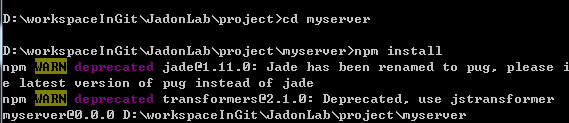 D:\workspaceInGit\JadonLab\project>cd myserver
D:\workspaceInGit\JadonLab\project\myserver>npm install
npm WARN deprecated jade@1.11.0: Jade has been renamed to pug, please i
e latest version of pug instead of jade
npm WARN deprecated transformers@2.1.0: Deprecated, use jstransformer
myserver@0.0.0 D:\workspaceInGit\JadonLab\project\myserver